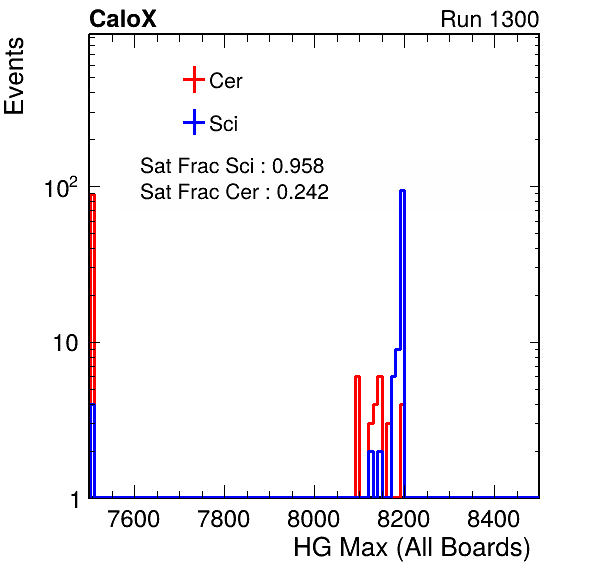 CaloX Run 1300
Events
Cer
Sci
Sat Frac Sci : 0.958
Sat Frac Cer : 0.242
10²
10
1
7600 7800 8000 8200 8400
HG Max (All Boards)